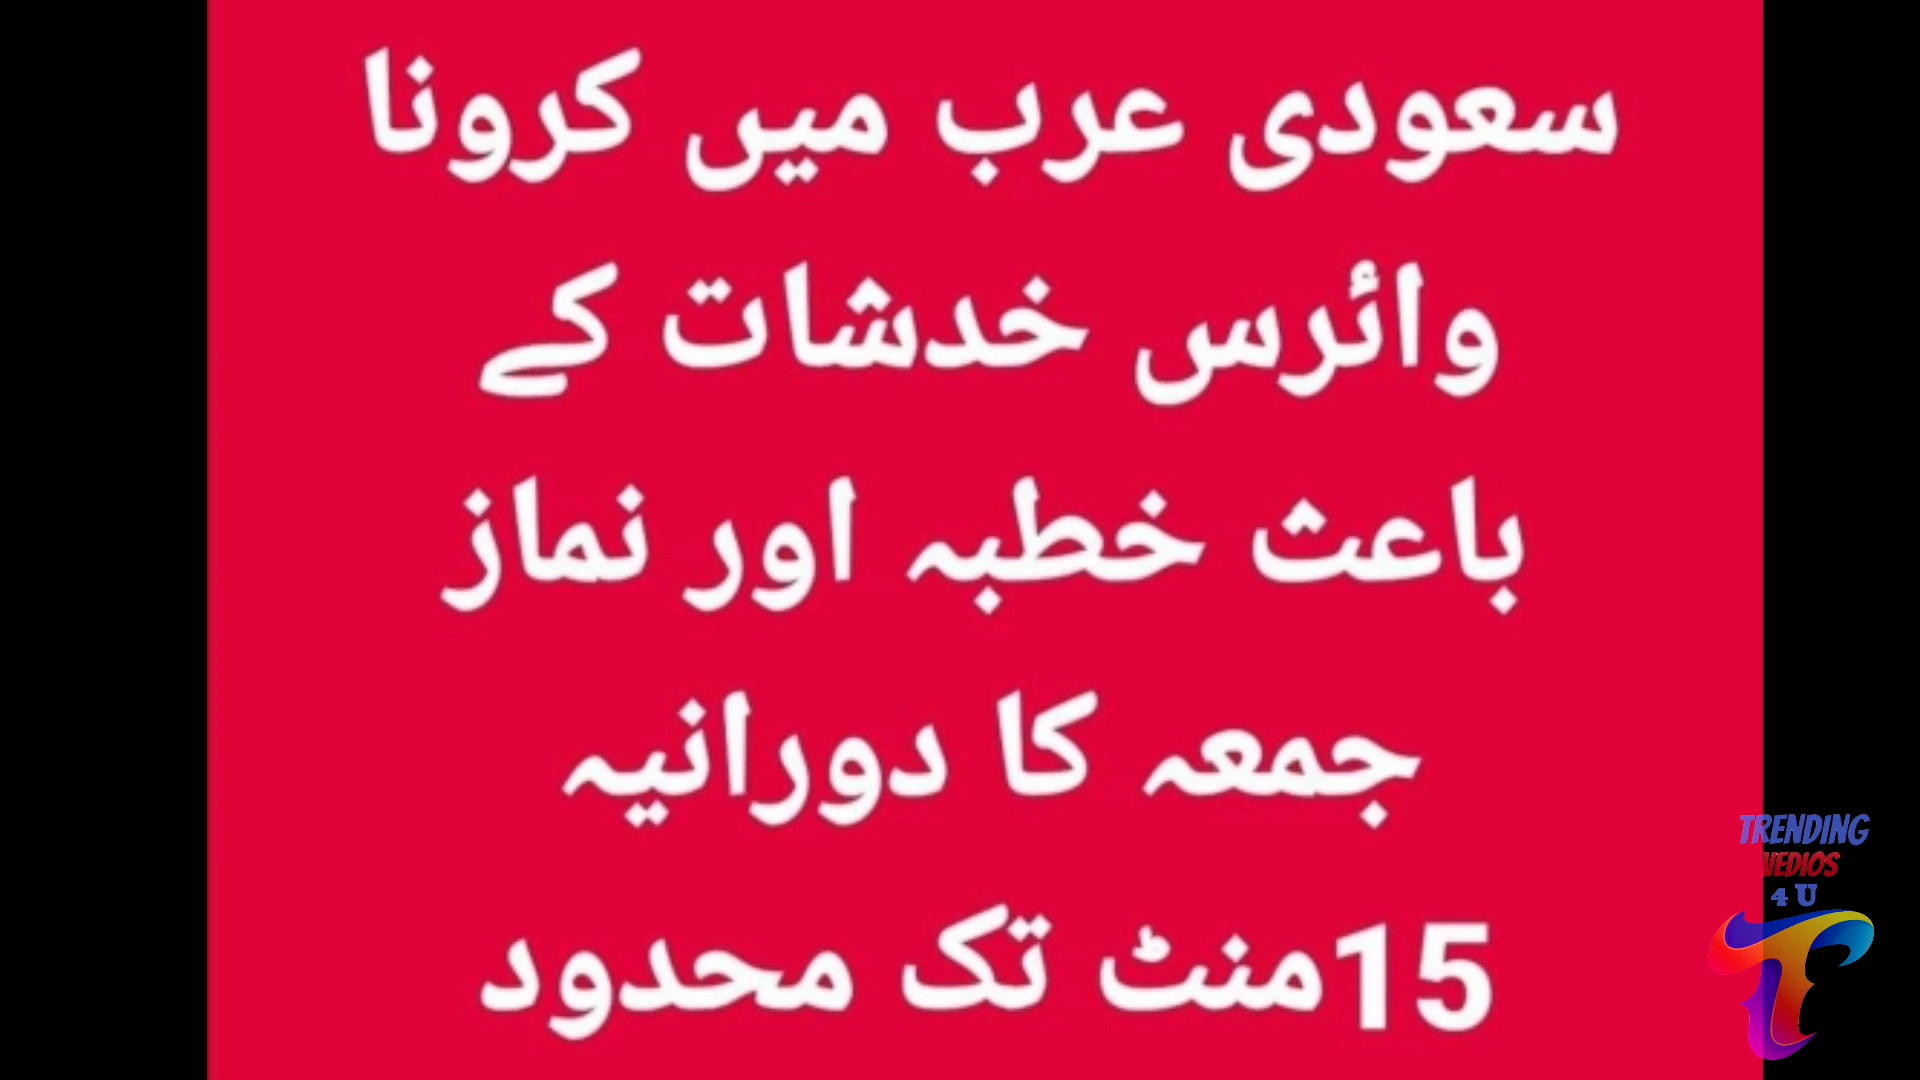 سعودی عرب میں کرونا
وائرس خدشات کے
باعث خطبہ اور نماز
جمعہ کا دورانیہ
15منٹ تک محدود
TRENDING
VEDIOS
4 U